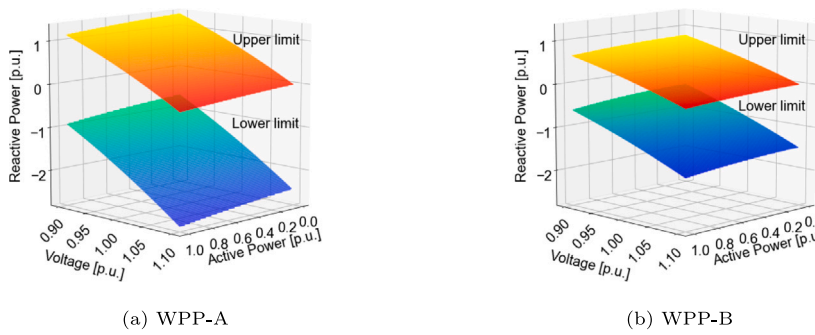 Reactive Power [p.u.]
1
0
−1
−2
Upper limit
Lower limit
0.90
0.95
1.00
1.05
1.10
Voltage [p.u.]
1.0
0.8
0.6
0.4
0.2
0.0
Active Power [p.u.]
(a) WPP-A
Reactive Power [p.u.]
1
0
−1
−2
Upper limit
Lower limit
0.90
0.95
1.00
1.05
1.10
Voltage [p.u.]
1.0
0.8
0.6
0.4
0.2
0.0
Active Power [p.u.]
(b) WPP-B